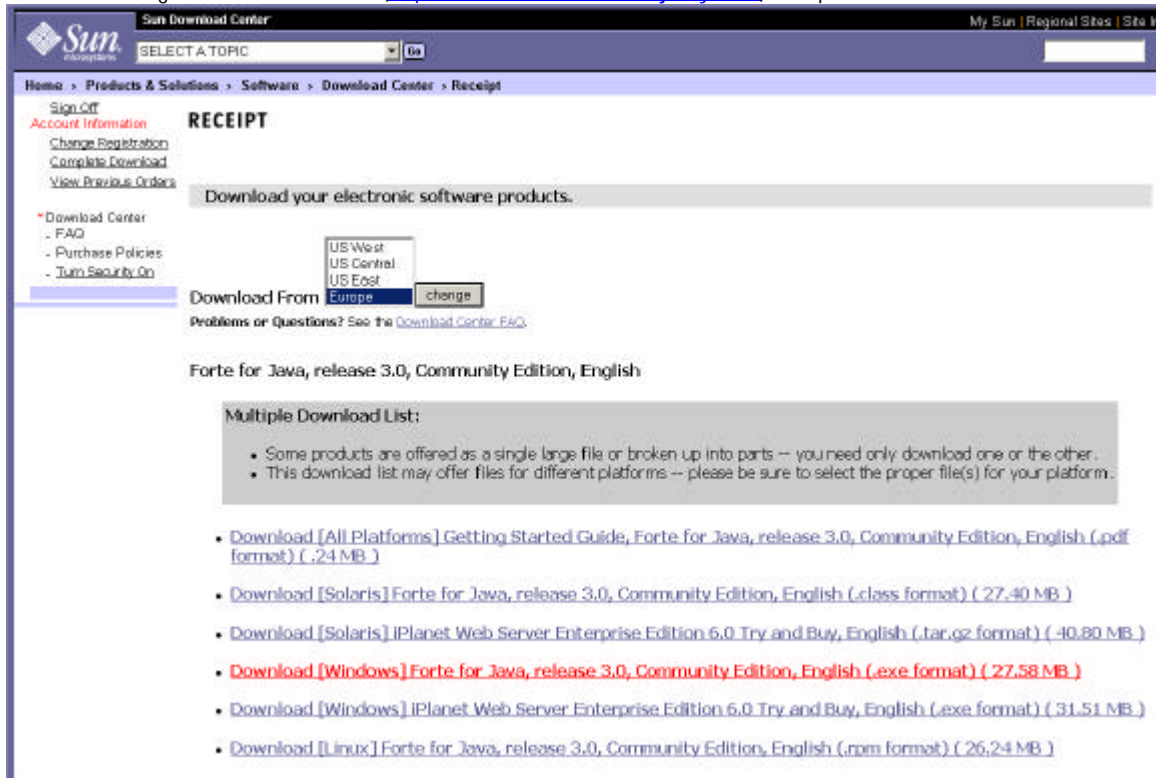 Sun Download Center
My Sun | Regional Sites | Site
Sun
microsystems
SELECT A TOPIC
Go
Home › Products & Solutions › Software › Download Center › Receipt
Sign Off
Account Information
Change Registration
Complete Download
View Previous Orders
*Download Center
- FAQ
- Purchase Policies
- Turn Security On
RECEIPT
Download your electronic software products.
US West
US Central
US East
Download From Europe change
Problems or Questions? See the Download Center FAQ.
Forte for Java, release 3.0, Community Edition, English
Multiple Download List:
• Some products are offered as a single large file or broken up into parts -- you need only download one or the other.
• This download list may offer files for different platforms -- please be sure to select the proper file(s) for your platform.
• Download [All Platforms] Getting Started Guide, Forte for Java, release 3.0, Community Edition, English (.pdf
format) ( .24 MB )
• Download [Solaris] Forte for Java, release 3.0, Community Edition, English (.class format) ( 27.40 MB )
• Download [Solaris] iPlanet Web Server Enterprise Edition 6.0 Try and Buy, English (.tar.gz format) ( 40.80 MB )
• Download [Windows] Forte for Java, release 3.0, Community Edition, English (.exe format) ( 27.58 MB )
• Download [Windows] iPlanet Web Server Enterprise Edition 6.0 Try and Buy, English (.exe format) ( 31.51 MB )
• Download [Linux] Forte for Java, release 3.0, Community Edition, English (.rpm format) ( 26.24 MB )